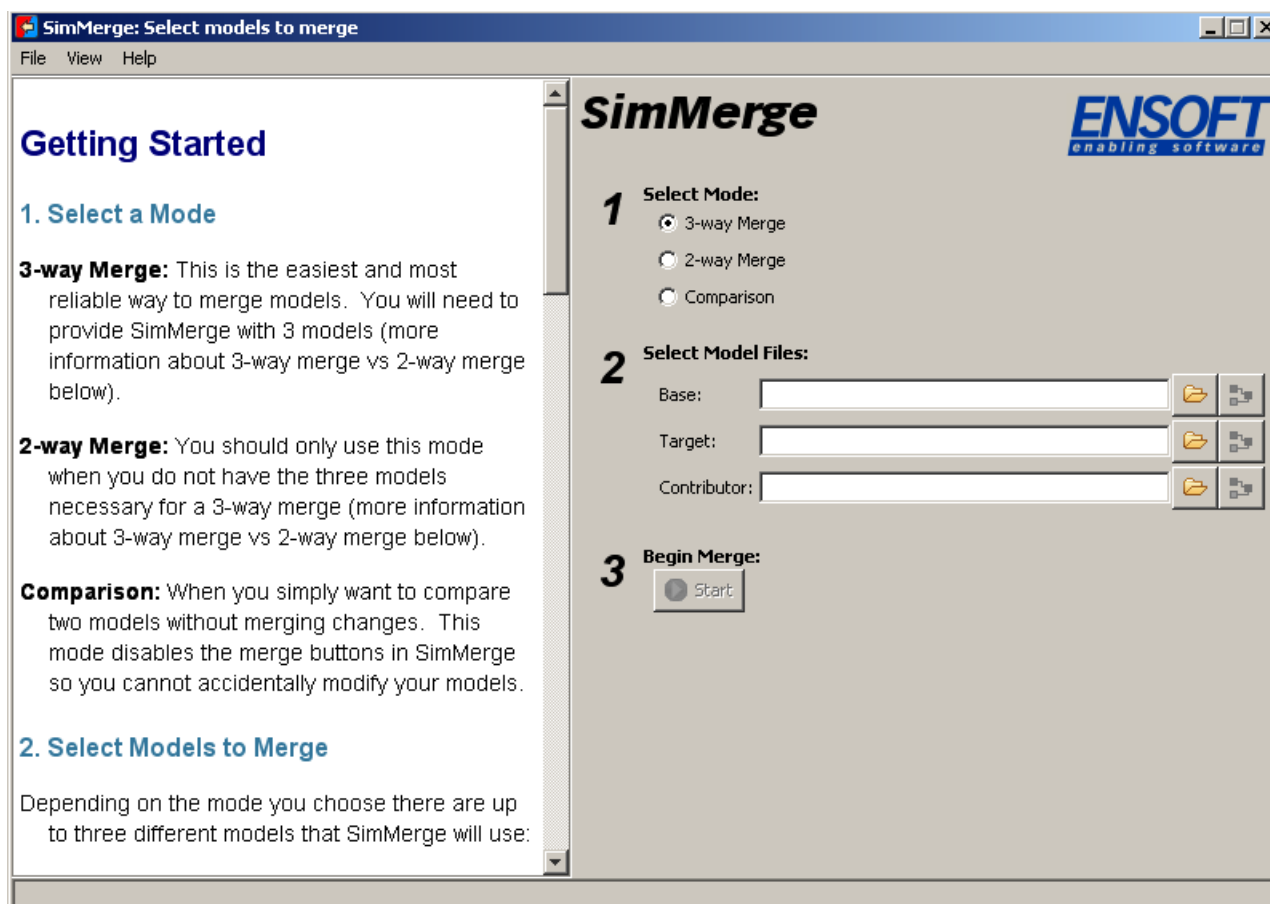 SimMerge: Select models to merge
File View Help
Getting Started
1. Select a Mode
3-way Merge: This is the easiest and most
reliable way to merge models. You will need to
provide SimMerge with 3 models (more
information about 3-way merge vs 2-way merge
below).
2-way Merge: You should only use this mode
when you do not have the three models
necessary for a 3-way merge (more information
about 3-way merge vs 2-way merge below).
Comparison: When you simply want to compare
two models without merging changes. This
mode disables the merge buttons in SimMerge
so you cannot accidentally modify your models.
2. Select Models to Merge
Depending on the mode you choose there are up
to three different models that SimMerge will use:
SimMerge
ENSOFT
enabling software
1 Select Mode:
3-way Merge
2-way Merge
Comparison
2 Select Model Files:
Base:
Target:
Contributor:
3 Begin Merge:
Start